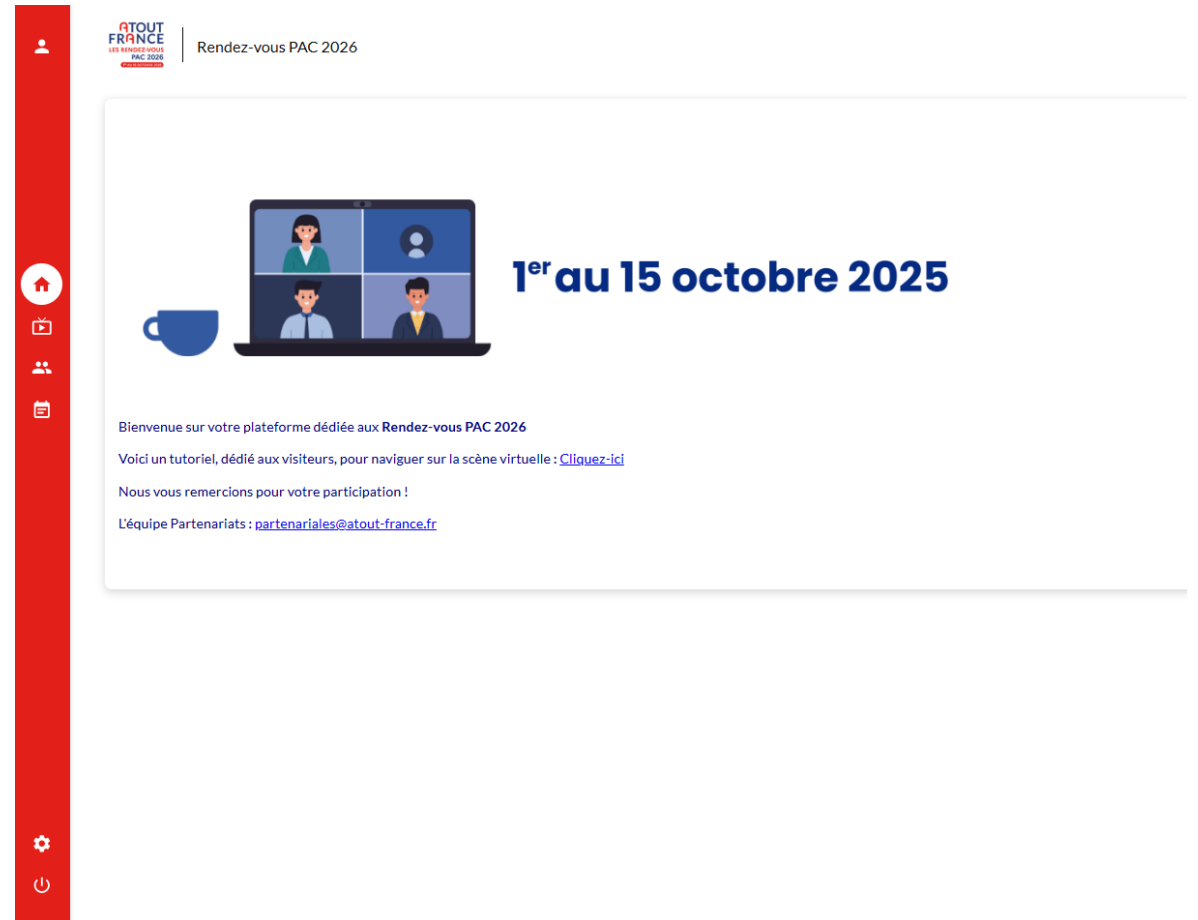 ATOUT
FRANCE
LES RENDEZ-VOUS
PAC 2026
Rendez-vous PAC 2026
1er au 15 octobre 2025
Bienvenue sur votre plateforme dédiée aux Rendez-vous PAC 2026
Voici un tutoriel, dédié aux visiteurs, pour naviguer sur la scène virtuelle : Cliquez-ici
Nous vous remercions pour votre participation !
L'équipe Partenariats : partenariales@atout-france.fr